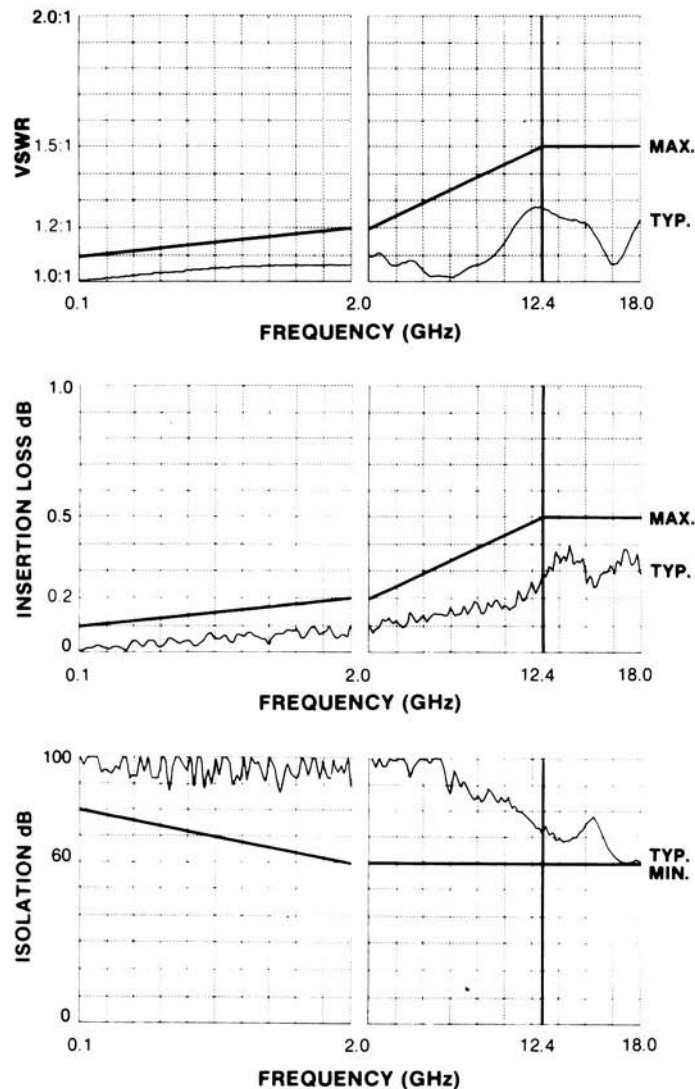 2.0:1
1.5:1
1.2:1
1.0:1
VSWR
MAX.
TYP.
0.1 2.0 12.4 18.0
FREQUENCY (GHz)
1.0
0.5
0.2
0
INSERTION LOSS dB
MAX.
TYP.
0.1 2.0 12.4 18.0
FREQUENCY (GHz)
100
60
0
ISOLATION dB
TYP.
MIN.
0.1 2.0 12.4 18.0
FREQUENCY (GHz)